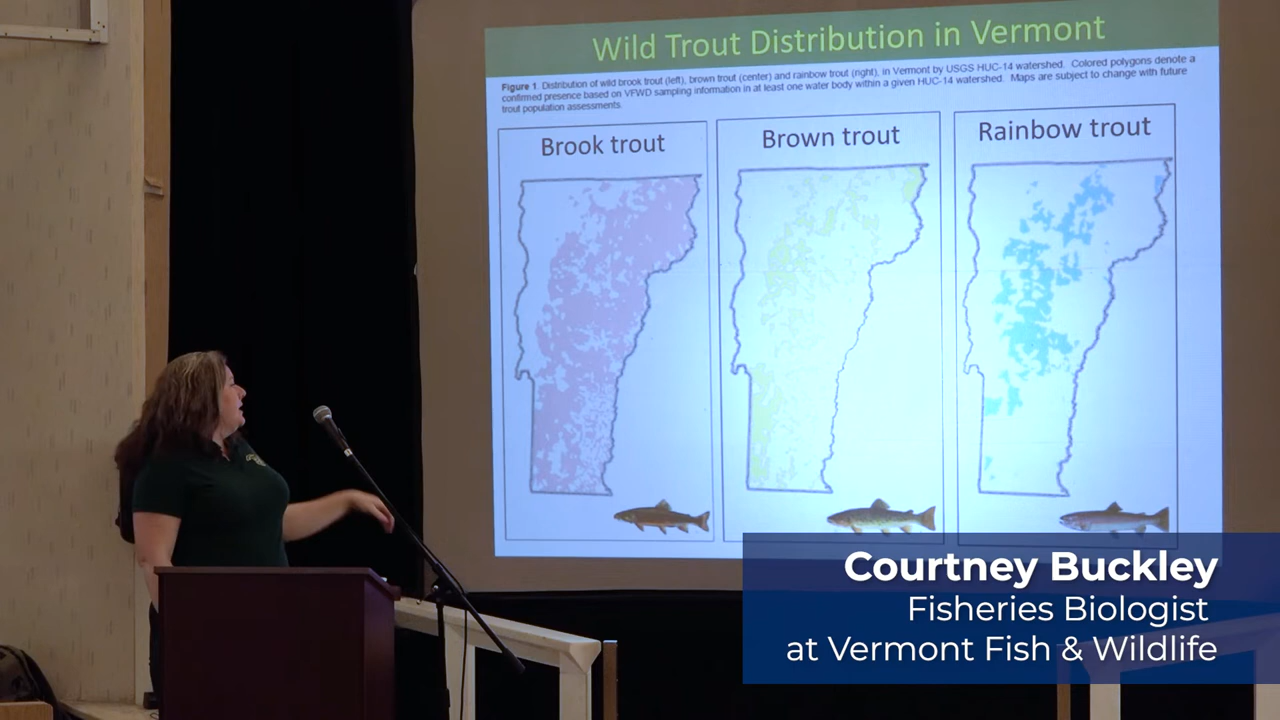 Wild Trout Distribution in Vermont
Figure 1. Distribution of wild brook trout (left), brown trout (center) and rainbow trout (right), in Vermont by USGS HUC-14 watershed. Colored polygons denote a
confirmed presence based on VFWD sampling information in at least one water body within a given HUC-14 watershed. Maps are subject to change with future
trout population assessments.
Brook trout
Brown trout
Rainbow trout
Courtney Buckley
Fisheries Biologist
at Vermont Fish & Wildlife